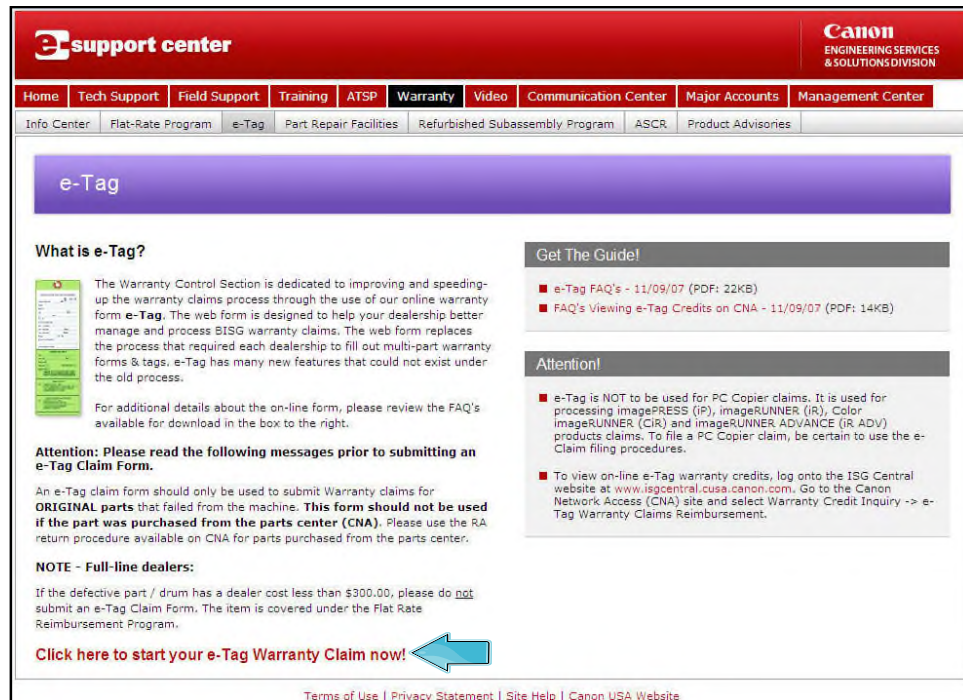 e-support center
Canon
ENGINEERING SERVICES
& SOLUTIONS DIVISION
Home Tech Support Field Support Training ATSP Warranty Video Communication Center Major Accounts Management Center
Info Center Flat-Rate Program e-Tag Part Repair Facilities Refurbished Subassembly Program ASCR Product Advisories
e-Tag
What is e-Tag?
The Warranty Control Section is dedicated to improving and speeding-
up the warranty claims process through the use of our online warranty
form e-Tag. The web form is designed to help your dealership better
manage and process BISG warranty claims. The web form replaces
the process that required each dealership to fill out multi-part warranty
forms & tags. e-Tag has many new features that could not exist under
the old process.
For additional details about the on-line form, please review the FAQ's
available for download in the box to the right.
Attention: Please read the following messages prior to submitting an
e-Tag Claim Form.
An e-Tag claim form should only be used to submit Warranty claims for
ORIGINAL parts that failed from the machine. This form should not be used
if the part was purchased from the parts center (CNA). Please use the RA
return procedure available on CNA for parts purchased from the parts center.
NOTE - Full-line dealers:
If the defective part / drum has a dealer cost less than $300.00, please do not
submit an e-Tag Claim Form. The item is covered under the Flat Rate
Reimbursement Program.
Click here to start your e-Tag Warranty Claim now!
Get The Guide!
e-Tag FAQ's - 11/09/07 (PDF: 22KB)
FAQ's Viewing e-Tag Credits on CNA - 11/09/07 (PDF: 14KB)
Attention!
e-Tag is NOT to be used for PC Copier claims. It is used for
processing imagePRESS (iP), imageRUNNER (iR), Color
imageRUNNER (CiR) and imageRUNNER ADVANCE (iR ADV)
products claims. To file a PC Copier claim, be certain to use the e-
Claim filing procedures.
To view on-line e-Tag warranty credits, log
onto the ISG Central
website at www.isgcentral.cusa.canon.com. Go to the Canon
Network Access (CNA) site and select Warranty Credit Inquiry -> e-
Tag Warranty Claims Reimbursement.
Terms of Use | Privacy Statement | Site Help | Canon USA Website